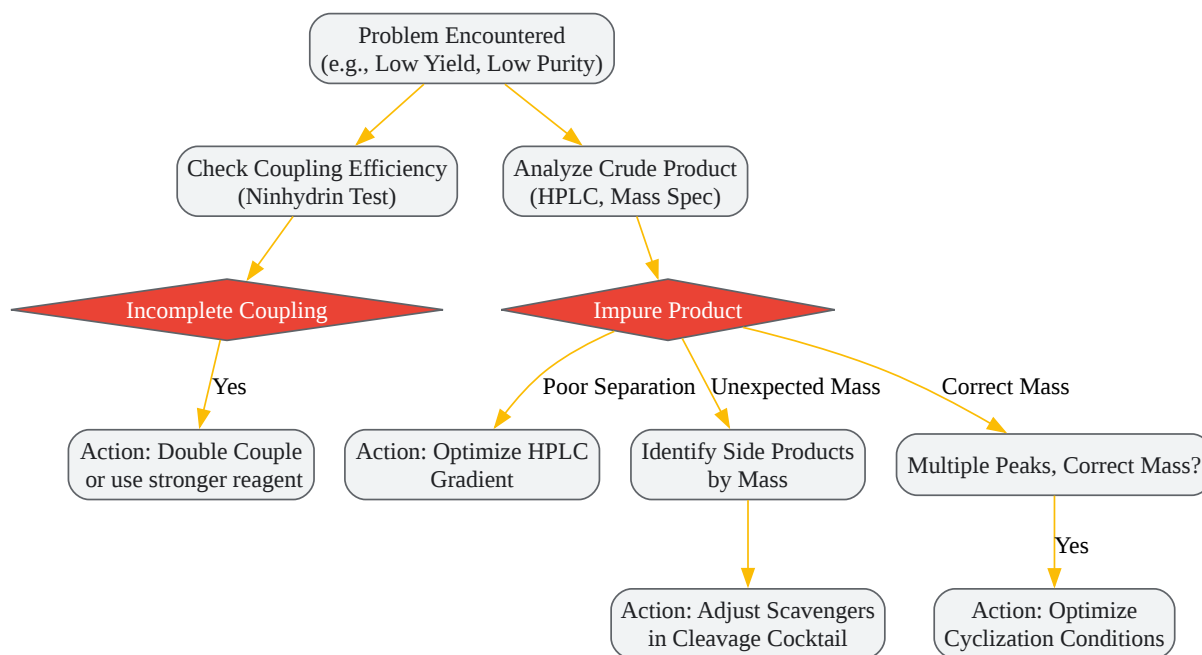 Problem Encountered
(e.g., Low Yield, Low Purity)
Check Coupling Efficiency
(Ninhydrin Test)
Analyze Crude Product
(HPLC, Mass Spec)
Incomplete Coupling
Impure Product
Yes
Poor Separation
Unexpected Mass
Correct Mass
Action: Double Couple
or use stronger reagent
Action: Optimize HPLC
Gradient
Identify Side Products
by Mass
Multiple Peaks, Correct Mass?
Yes
Action: Adjust Scavengers
in Cleavage Cocktail
Action: Optimize
Cyclization Conditions